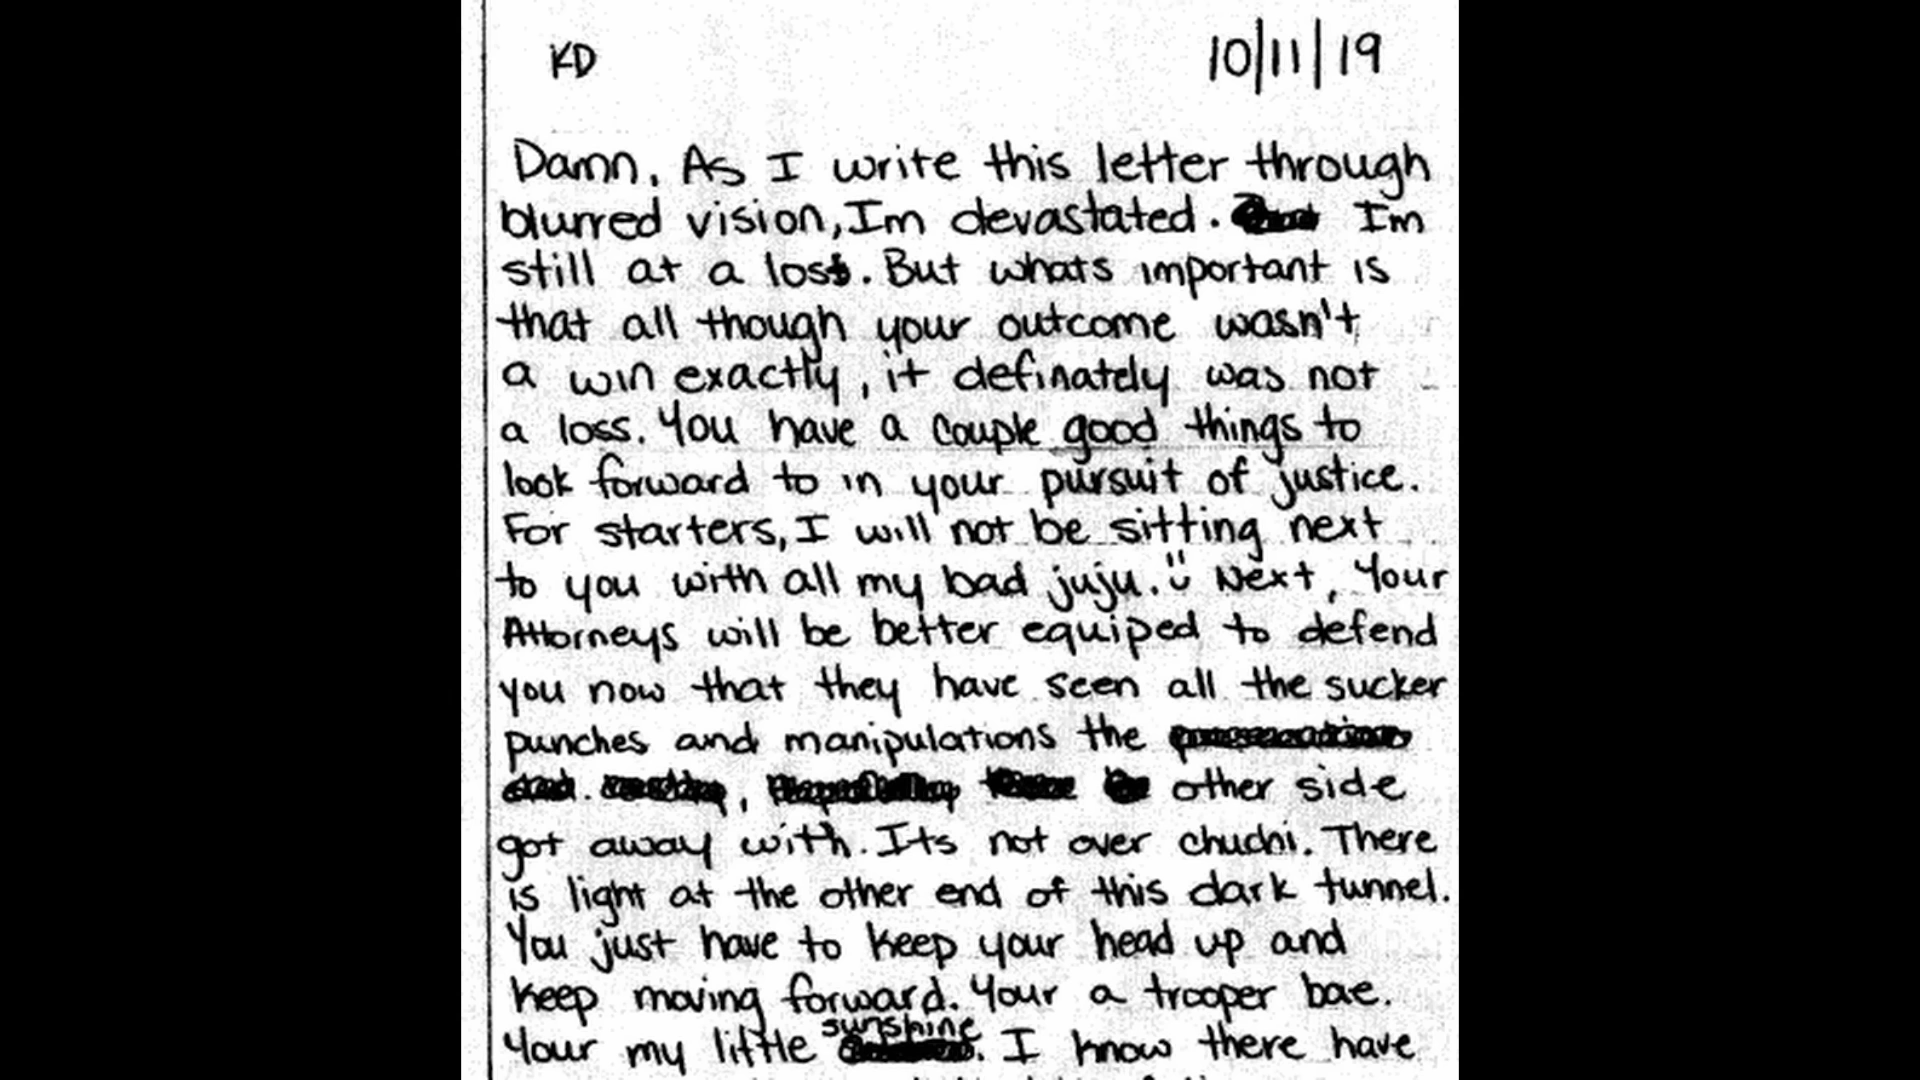 KD 10/11/19
Damn. As I write this letter through
blurred vision, Im devastated. Im
still at a loss. But whats important is
that all though your outcome wasn't
a win exactly, it definately was not
a loss. You have a couple good things to
look forward to in your pursuit of justice.
For starters, I will not be sitting next
to you with all my bad juju. Next, Your
Attorneys will be better equiped to defend
you now that they have seen all the sucker
punches and manipulations the
other side
got away with. Its not over chuchi. There
is light at the other end of this dark tunnel.
You just have to keep your head up and
keep moving forward. Your a trooper bae.
Your my little sunshine. I know there have